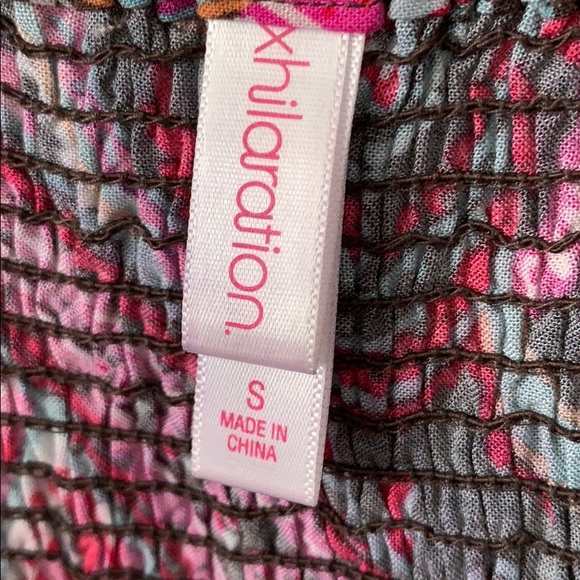 xhilaration.
S
MADE IN
CHINA